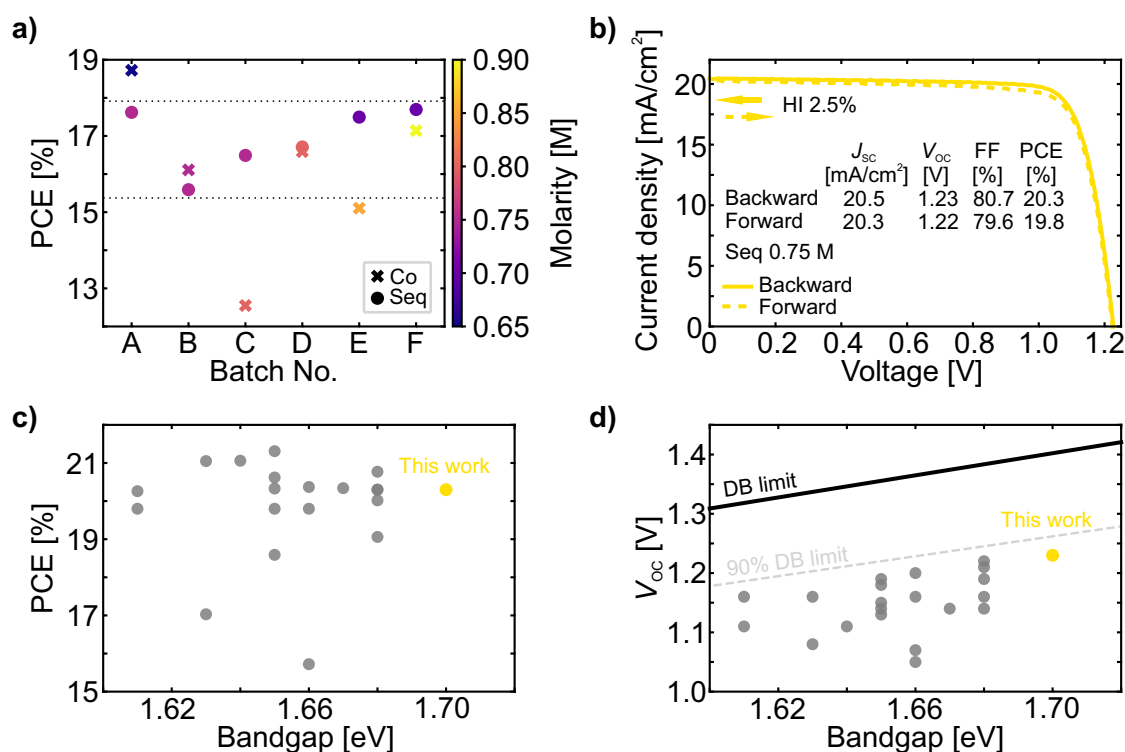 a)
PCE [%]
19
17
15
13
A B C D E F
Batch No.
Co
Seq
0.90
0.85
0.80
0.75
0.70
0.65
Molarity [M]
b)
Current density [mA/cm²]
20
15
10
5
0
0 0.2 0.4 0.6 0.8 1.0 1.2
Voltage [V]
HI 2.5%
JSC VOC FF PCE
[mA/cm²] [V] [%] [%]
Backward 20.5 1.23 80.7 20.3
Forward 20.3 1.22 79.6 19.8
Seq 0.75 M
Backward
Forward
c)
PCE [%]
21
19
17
15
1.62 1.66 1.70
Bandgap [eV]
This work
d)
VOC [V]
1.4
1.3
1.2
1.1
1.0
1.62 1.66 1.70
Bandgap [eV]
DB limit
90% DB limit
This work